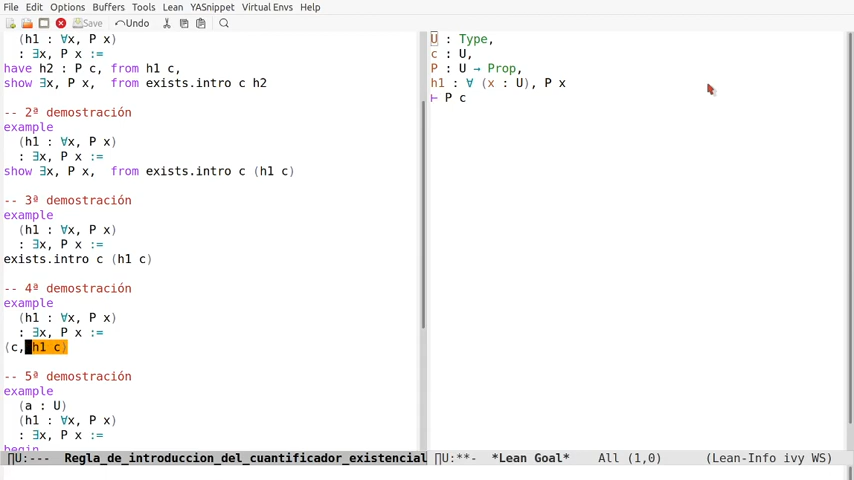 File Edit Options Buffers Tools Lean YASnippet Virtual Envs Help
Save Undo
(h1 : ∀x, P x)
: ∃x, P x :=
have h2 : P c, from h1 c,
show ∃x, P x,  from exists.intro c h2
-- 2ª demostración
example
(h1 : ∀x, P x)
: ∃x, P x :=
show ∃x, P x,  from exists.intro c (h1 c)
-- 3ª demostración
example
(h1 : ∀x, P x)
: ∃x, P x :=
exists.intro c (h1 c)
-- 4ª demostración
example
(h1 : ∀x, P x)
: ∃x, P x :=
⟨c, h1 c⟩
-- 5ª demostración
example
(a : U)
(h1 : ∀x, P x)
: ∃x, P x :=
begin
∏U:---  Regla_de_introduccion_del_cuantificador_existencial
U : Type,
c : U,
P : U → Prop,
h1 : ∀ (x : U), P x
⊢ P c
∏U:**-  *Lean Goal*    All (1,0)    (Lean-Info ivy WS)